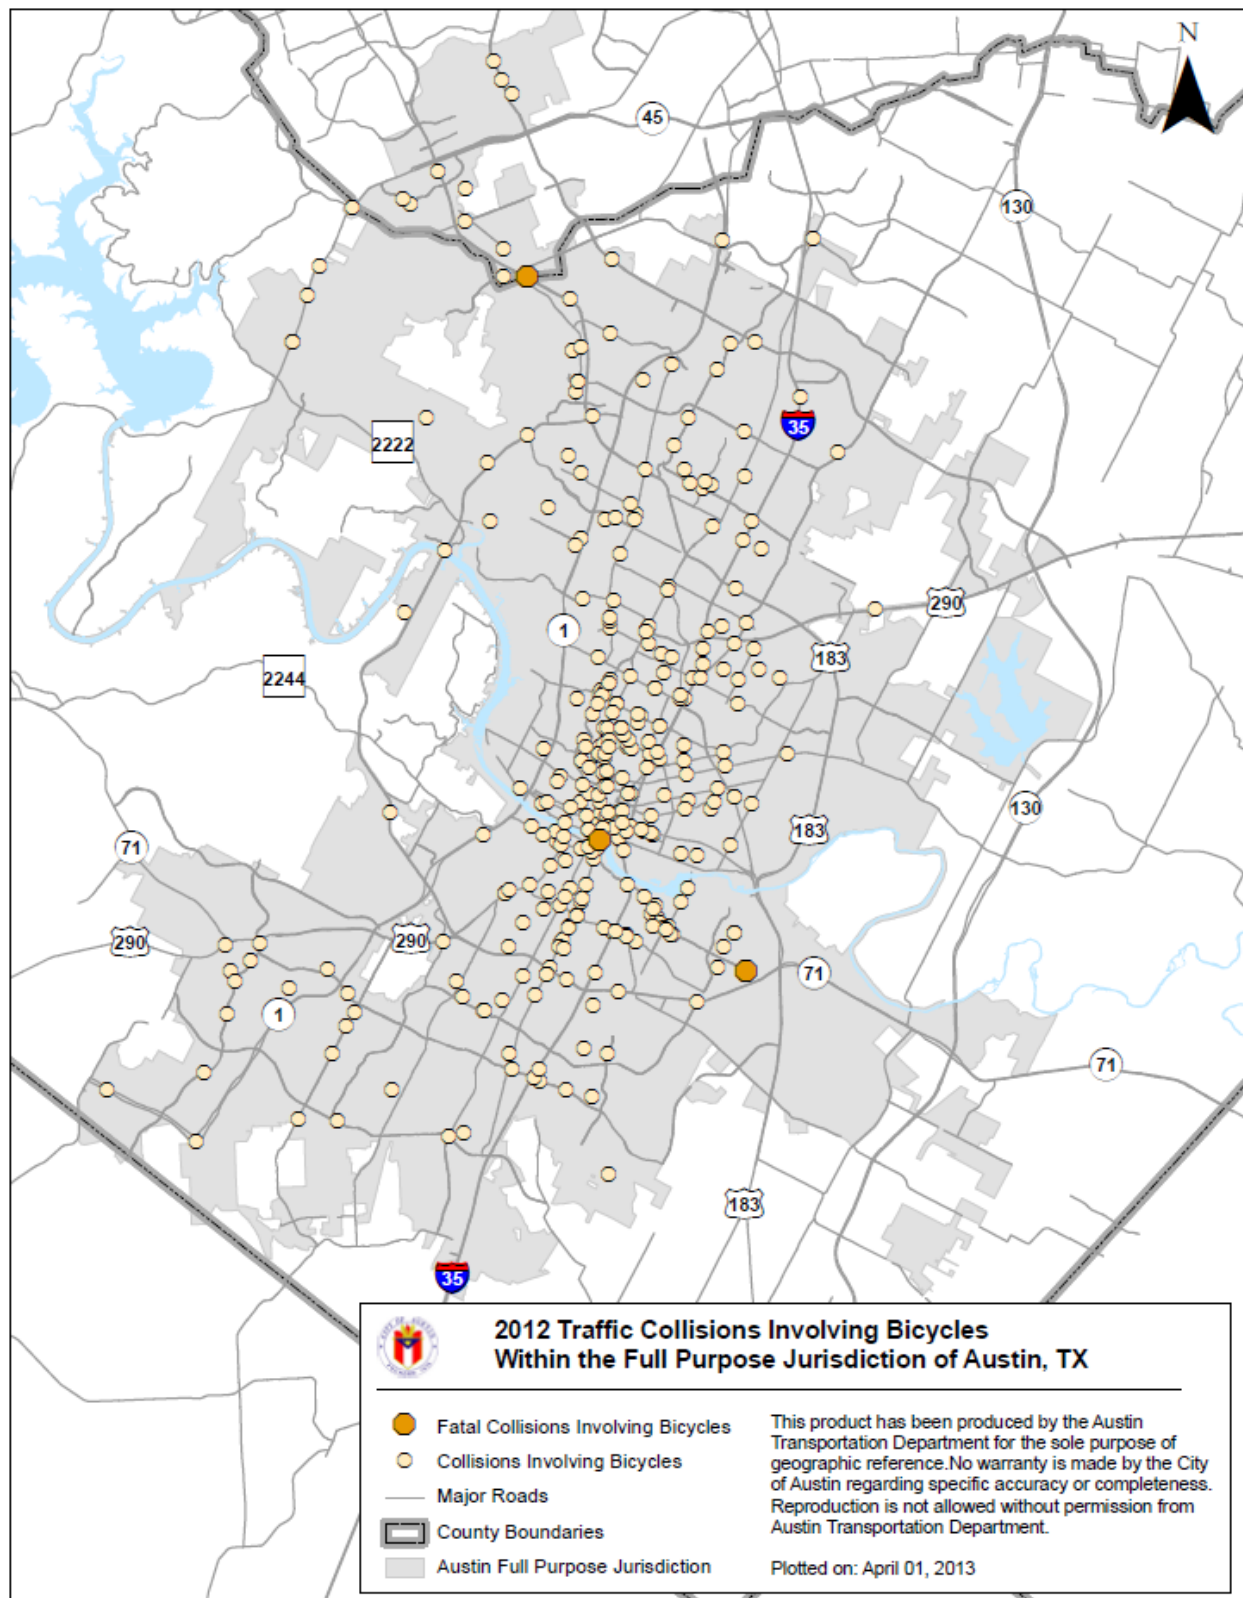 N
45
130
35
2222
290
1
183
2244
130
183
71
290
290
71
1
71
183
35
2012 Traffic Collisions Involving Bicycles
Within the Full Purpose Jurisdiction of Austin, TX
Fatal Collisions Involving Bicycles
Collisions Involving Bicycles
Major Roads
County Boundaries
Austin Full Purpose Jurisdiction
This product has been produced by the Austin
Transportation Department for the sole purpose of
geographic reference.No warranty is made by the City
of Austin regarding specific accuracy or completeness.
Reproduction is not allowed without permission from
Austin Transportation Department.
Plotted on: April 01, 2013